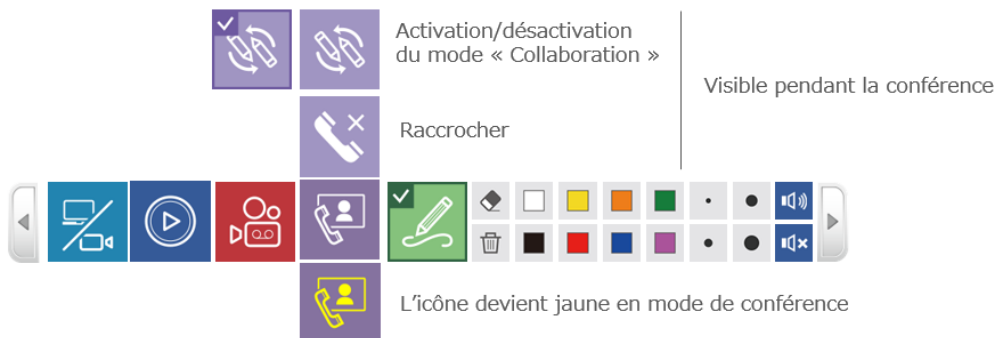 Activation/désactivation
du mode « Collaboration »
Visible pendant la conférence
Raccrocher
L'icône devient jaune en mode de conférence